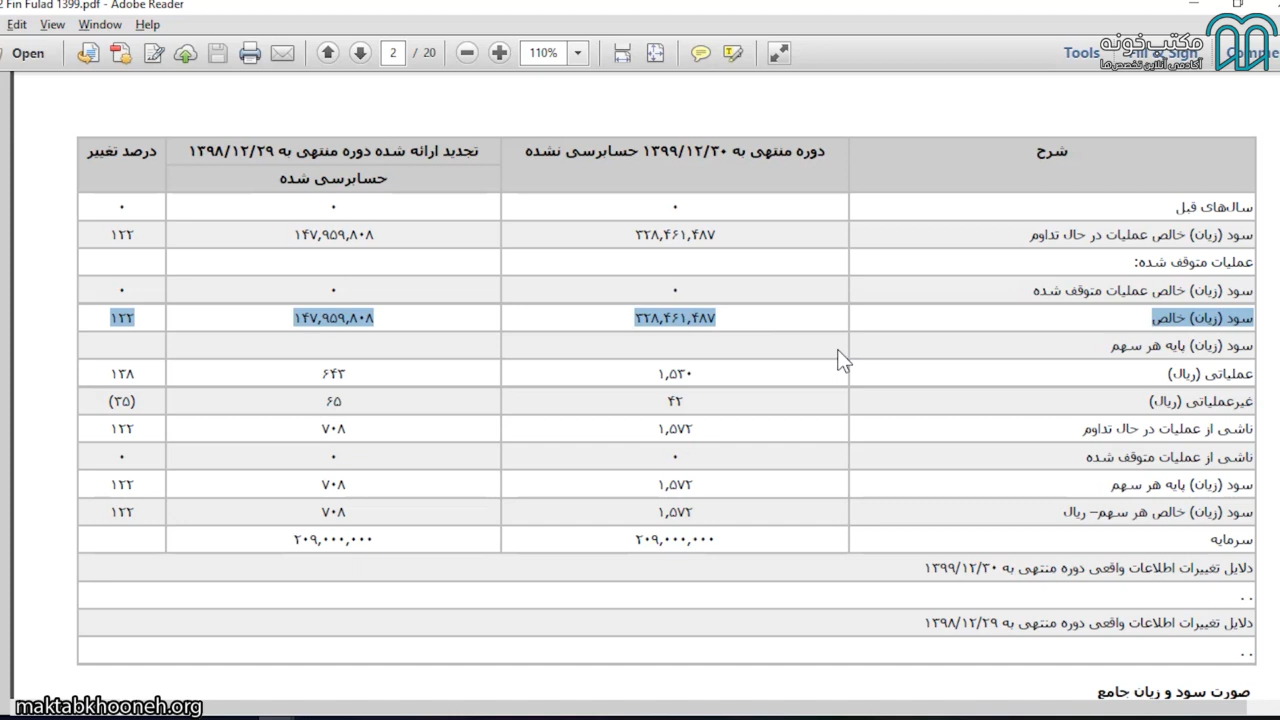 2 Fin Fulad 1399.pdf - Adobe Reader
Edit View Window Help
Open 2 / 20 110% Tools Fill & Sign Comme
مکتب‌خونه
آکادمی آنلاین تخصص‌ها
شرح دوره منتهی به ۱۳۹۹/۱۲/۳۰ حسابرسی نشده تجدید ارائه شده دوره منتهی به ۱۳۹۸/۱۲/۲۹ درصد تغییر
حسابرسی شده
سال‌های قبل ۰ ۰ ۰
سود (زیان) خالص عملیات در حال تداوم ۳۲۸,۴۶۱,۴۸۷ ۱۴۷,۹۵۹,۸۰۸ ۱۲۲
عملیات متوقف شده:
سود (زیان) خالص عملیات متوقف شده ۰ ۰ ۰
سود (زیان) خالص ۳۲۸,۴۶۱,۴۸۷ ۱۴۷,۹۵۹,۸۰۸ ۱۲۲
سود (زیان) پایه هر سهم
عملیاتی (ریال) ۱,۵۳۰ ۶۴۳ ۱۳۸
غیرعملیاتی (ریال) ۴۲ ۶۵ (۳۵)
ناشی از عملیات در حال تداوم ۱,۵۷۲ ۷۰۸ ۱۲۲
ناشی از عملیات متوقف شده ۰ ۰ ۰
سود (زیان) پایه هر سهم ۱,۵۷۲ ۷۰۸ ۱۲۲
سود (زیان) خالص هر سهم– ریال ۱,۵۷۲ ۷۰۸ ۱۲۲
سرمایه ۲۰۹,۰۰۰,۰۰۰ ۲۰۹,۰۰۰,۰۰۰
دلایل تغییرات اطلاعات واقعی دوره منتهی به ۱۳۹۹/۱۲/۳۰
. .
دلایل تغییرات اطلاعات واقعی دوره منتهی به ۱۳۹۸/۱۲/۲۹
. .
صورت سود و زیان جامع
maktabkhooneh.org